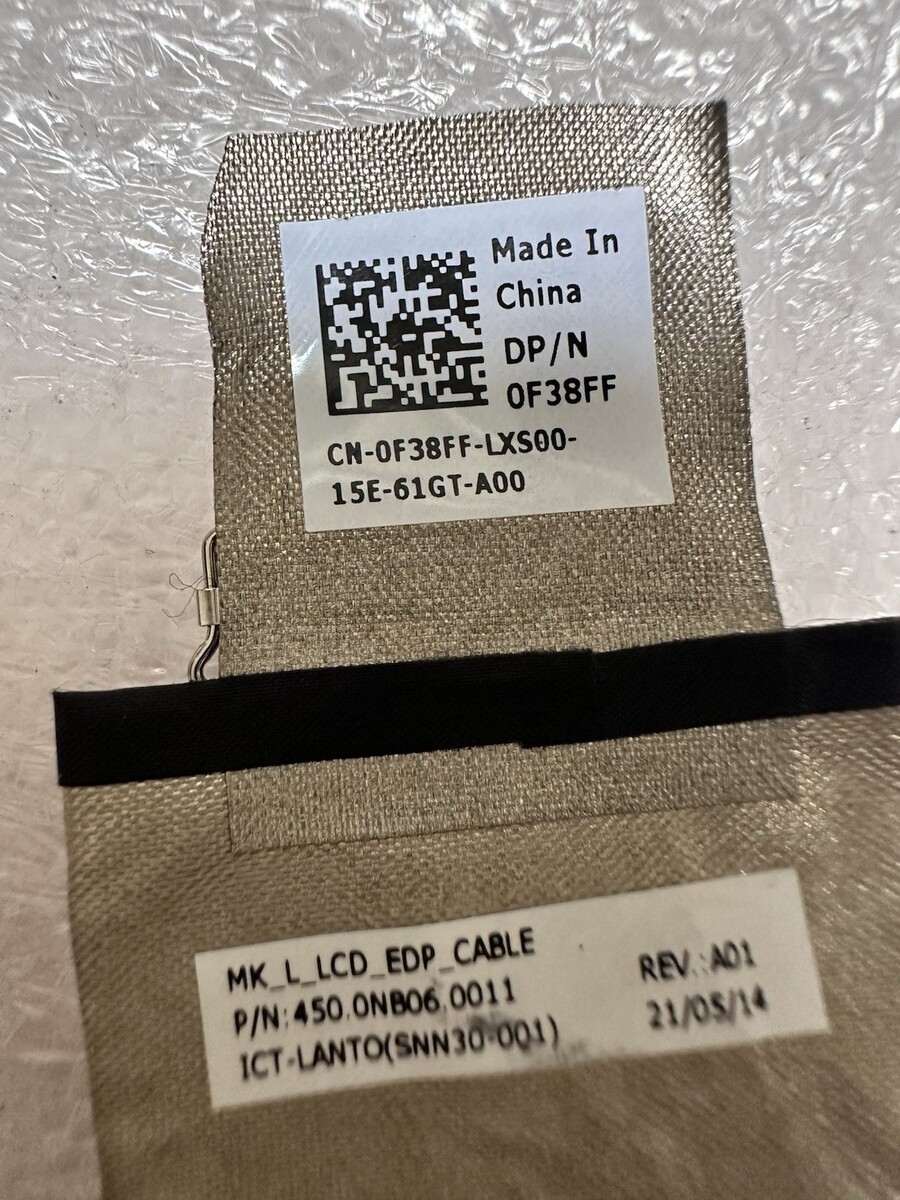 Made In
China
DP/N
0F38FF
CN-0F38FF-LXS00-
15E-61GT-A00
MK_L_LCD_EDP_CABLE
P/N:450.0NB06.0011
ICT-LANTO(SNN30-001)
REV.:A01
21/05/14